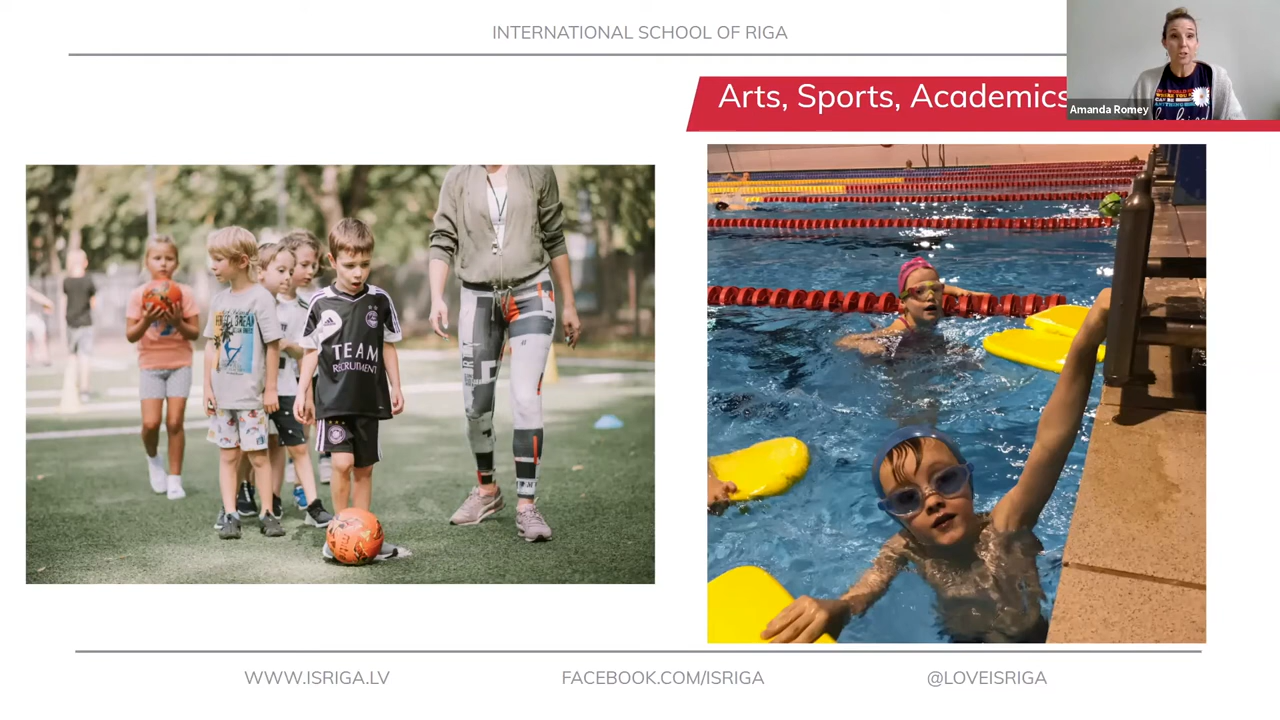 INTERNATIONAL SCHOOL OF RIGA
Arts, Sports, Academics
Amanda Romey
TEAM
RECRUITMENT
WWW.ISRIGA.LV
FACEBOOK.COM/ISRIGA
@LOVEISRIGA